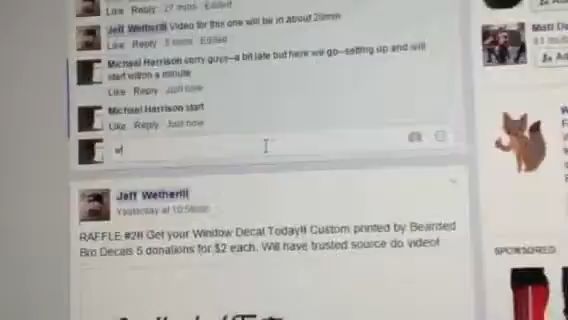 Like Reply 27 mins Edited
Jeff Wetherill Video for this one will be in about 20min
Like Reply 5 mins Edited
Michael Harrison sorry guys--a bit late but here we go--setting up and will
start within a minute
Like Reply Just now
Michael Harrison start
Like Reply Just now
Jeff Wetherill
Yesterday at 10:56am
RAFFLE #2!! Get your Window Decal Today!! Custom printed by Bearded
Bro Decals 5 donations for $2 each. Will have trusted source do video!
Matt
SPONSORED